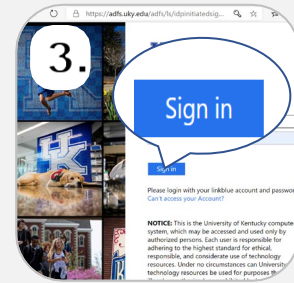 https://adfs.uky.edu/adfs/ls/idpinitiatedsig...
3.
Sign in
Sign in
Please login with your linkblue account and passwor
Can't access your Account?
NOTICE: This is the University of Kentucky compute
system, which may be accessed and used only by
authorized persons. Each user is responsible for
adhering to the highest standard for ethical,
responsible, and considerate use of technology
resources. Under no circumstances can University
technology resources be used for purposes th